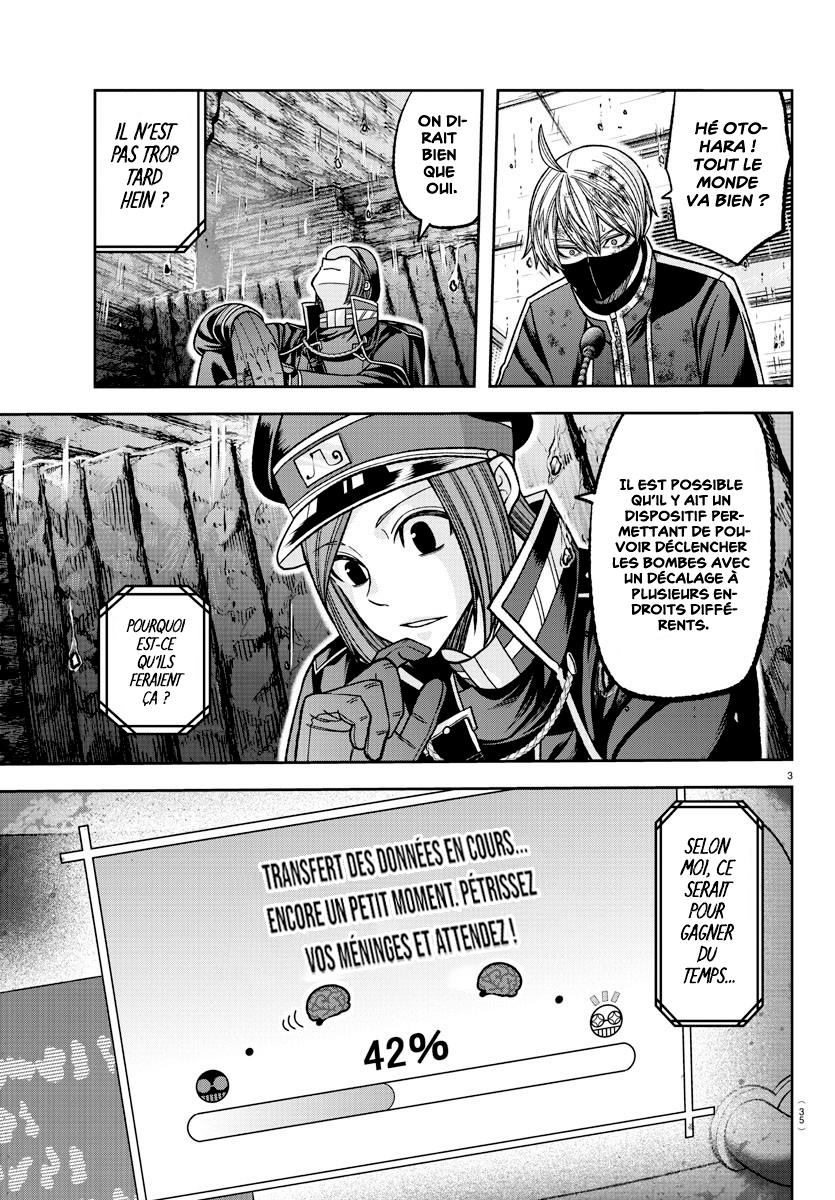 HÉ OTO-
HARA !
TOUT LE
MONDE
VA BIEN ?
ON DI-
RAIT
BIEN
QUE
OUI.
IL N'EST
PAS TROP
TARD
HEIN ?
IL EST POSSIBLE
QU'IL Y AIT UN
DISPOSITIF PER-
METTANT DE POU-
VOIR DÉCLENCHER
LES BOMBES AVEC
UN DÉCALAGE À
PLUSIEURS EN-
DROITS DIFFÉ-
RENTS.
POURQUOI
EST-CE
QU'ILS
FERAIENT
ÇA ?
3
SELON
MOI, CE
SERAIT
POUR
GAGNER
DU
TEMPS...
TRANSFERT DES DONNÉES EN COURS...
ENCORE UN PETIT MOMENT. PÉTRISSEZ
VOS MÉNINGES ET ATTENDEZ !
42%
(35)